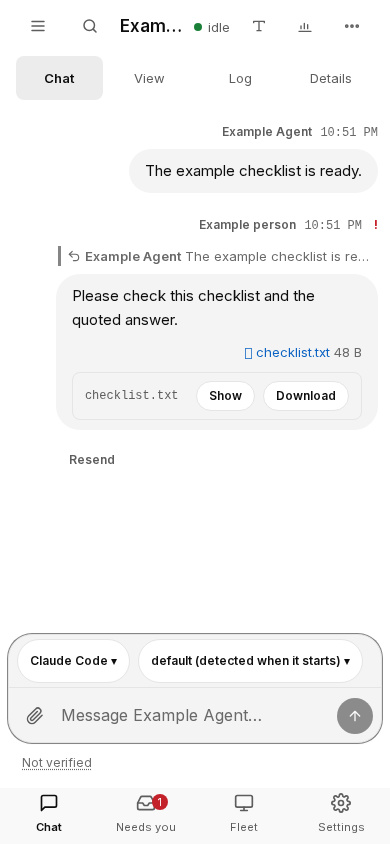 Exam… idle
Chat View Log Details
Example Agent 10:51 PM
The example checklist is ready.
Example person 10:51 PM !
Example Agent The example checklist is re…
Please check this checklist and the
quoted answer.
checklist.txt 48 B
checklist.txt Show Download
Resend
Claude Code ▾ default (detected when it starts) ▾
Message Example Agent…
Not verified
1
Chat Needs you Fleet Settings